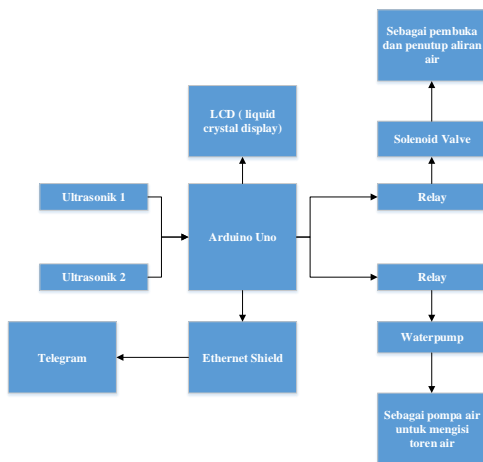 Sebagai pembuka
dan penutup aliran
air
LCD ( liquid
crystal display)
Solenoid Valve
Ultrasonik 1
Arduino Uno
Relay
Ultrasonik 2
Relay
Telegram
Ethernet Shield
Waterpump
Sebagai pompa air
untuk mengisi
toren air